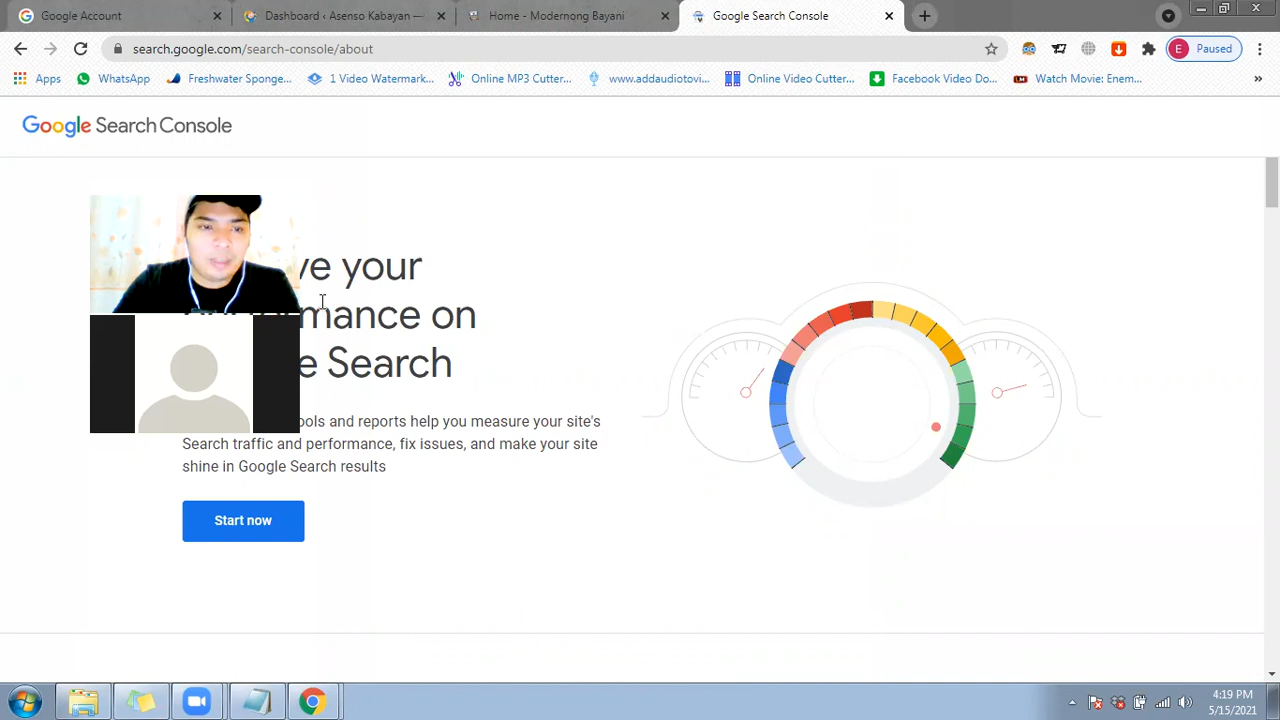 Google Account
Dashboard ‹ Asenso Kabayan —
Home - Modernong Bayani
Google Search Console
search.google.com/search-console/about
E Paused
Apps
WhatsApp
Freshwater Sponge...
1 Video Watermark...
Online MP3 Cutter...
www.addaudiotovi...
Online Video Cutter...
Facebook Video Do...
LM Watch Movie: Enem...
»
Google Search Console
your
on
Search
and reports help you measure your site's
Search traffic and performance, fix issues, and make your site
shine in Google Search results
Start now
4:19 PM
5/15/2021